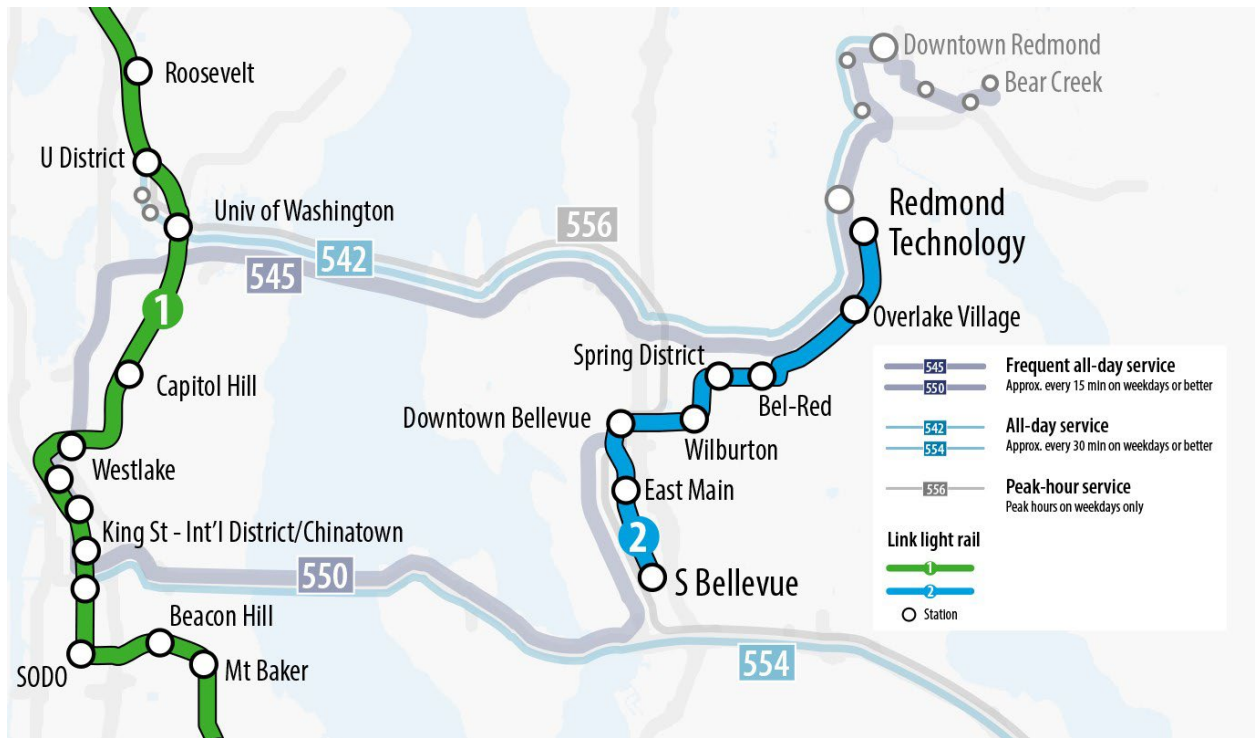 Downtown Redmond
Bear Creek
Roosevelt
U District
Univ of Washington
556
542
545
Redmond
Technology
1
Overlake Village
Spring District
Bel-Red
Capitol Hill
Downtown Bellevue
Wilburton
Westlake
East Main
King St - Int'l District/Chinatown
2
550
S Bellevue
Beacon Hill
SODO
Mt Baker
554
545
Frequent all-day service
550
Approx. every 15 min on weekdays or better
542
All-day service
554
Approx. every 30 min on weekdays or better
556
Peak-hour service
Peak hours on weekdays only
Link light rail
1
2
Station